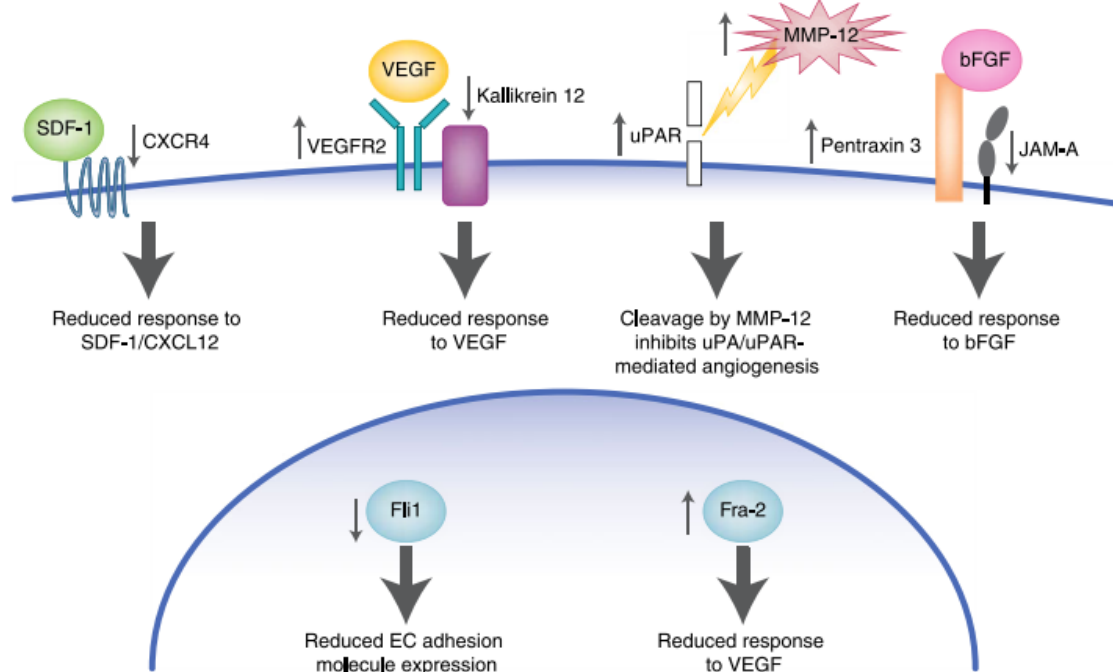 MMP-12
bFGF
VEGF
Kallikrein 12
SDF-1
CXCR4
VEGFR2
uPAR
Pentraxin 3
JAM-A
Reduced response to
SDF-1/CXCL12
Reduced response
to VEGF
Cleavage by MMP-12
inhibits uPA/uPAR-
mediated angiogenesis
Reduced response
to bFGF
Fli1
Fra-2
Reduced EC adhesion
molecule expression
Reduced response
to VEGF